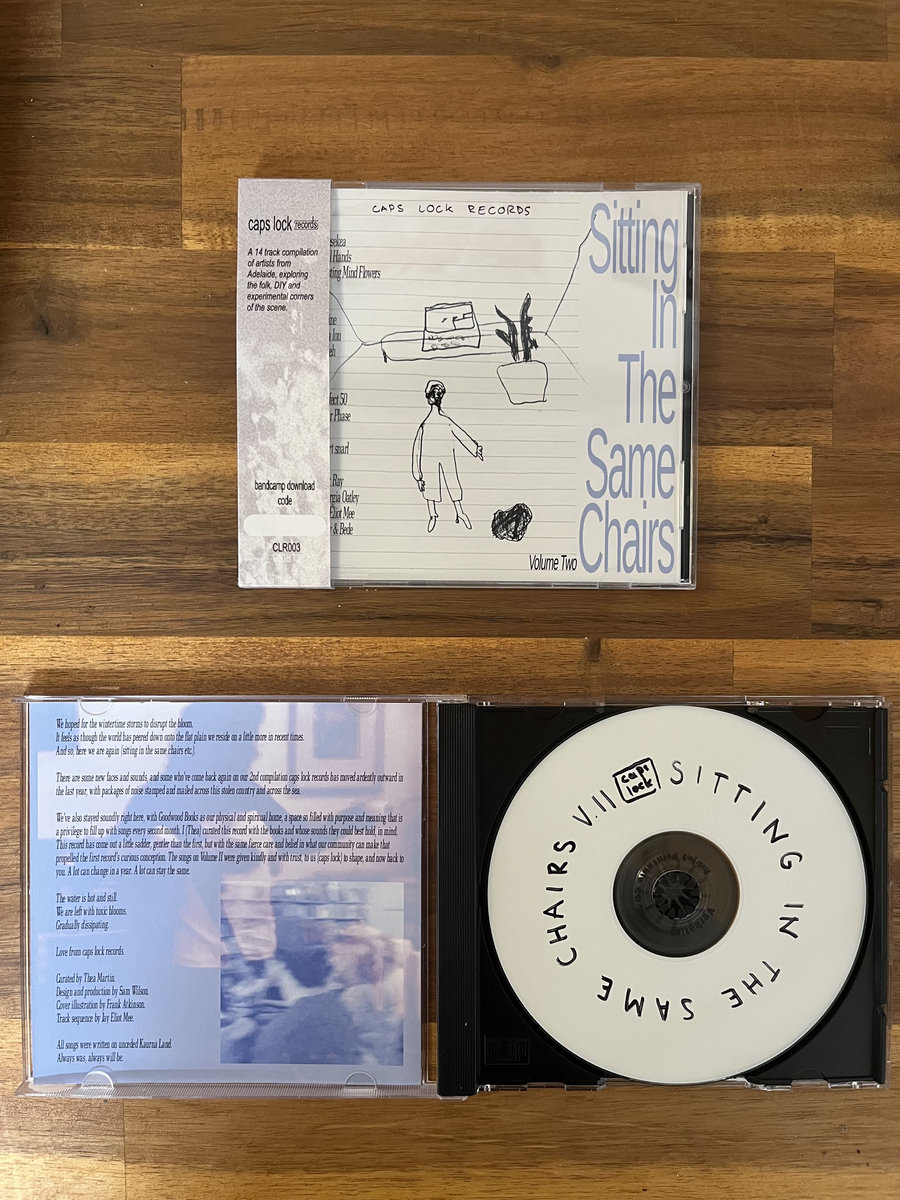 caps lock records
A 14 track compilation
of artists from
Adelaide, exploring
the folk, DIY and
experimental corners
of the scene.
bandcamp download
code
CLR003
CAPS LOCK RECORDS
Hands
ting Mind Flowers
ne
Ion
eh
fect 50
r Phase
rt snarl
Ray
rgia Oatley
Eliot Mee
& Bede
Sitting
In
The
Same
Chairs
Volume Two
We hoped for the wintertime storms to disrupt the bloom.
It feels as though the world has peered down onto the flat plain we reside on a little more in recent times.
And so, here we are again (sitting in the same chairs etc.).
There are some new faces and sounds, and some who've come back again on our 2nd compilation caps lock records has moved ardently outward in
the last year, with packages of noise stamped and mailed across this stolen country and across the sea.
We've also stayed soundly right here, with Goodwood Books as our physical and spiritual home, a space so filled with purpose and meaning that is
a privilege to fill up with songs every second month. I (Thea) curated this record with the books and whose sounds they could best hold, in mind.
This record has come out a little sadder, gentler than the first, but with the same fierce care and belief in what our community can make that
propelled the first record's curious conception. The songs on Volume II were given kindly and with trust, to us (caps lock) to shape, and now back to
you. A lot can change in a year. A lot can stay the same.
The water is hot and still.
We are left with toxic blooms.
Gradually dissipating.
Love from caps lock records.
Curated by Thea Martin.
Design and production by Sam Wilson.
Cover illustration by Frank Atkinson.
Track sequence by Jay Eliot Mee.
All songs were written on unceded Kaurna Land.
Always was, always will be.
caps
lock
SITTING IN THE SAME CHAIRS V.II
Verbatim